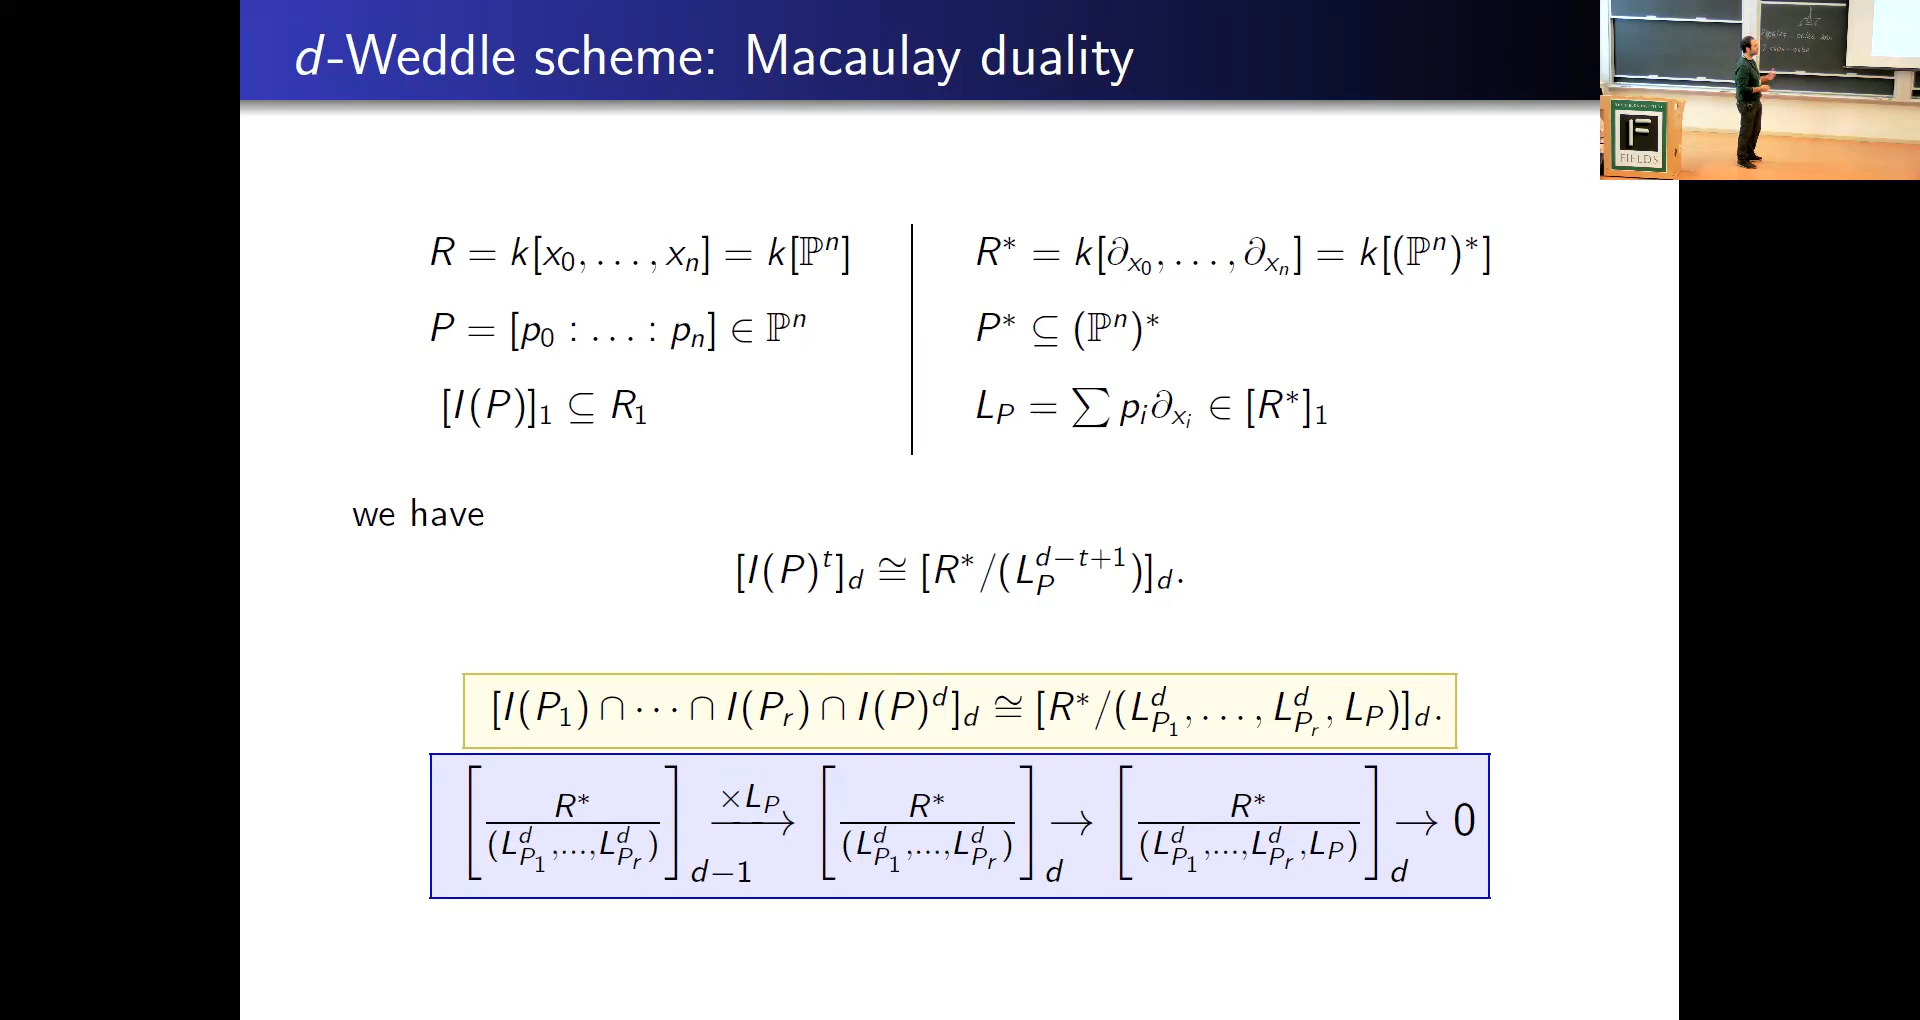 d-Weddle scheme: Macaulay duality
R = k[x₀, . . . , xₙ] = k[ℙⁿ]
P = [p₀ : . . . : pₙ] ∈ ℙⁿ
[I(P)]₁ ⊆ R₁
R* = k[∂_{x₀}, . . . , ∂_{xₙ}] = k[(ℙⁿ)*]
P* ⊆ (ℙⁿ)*
L_P = ∑ pᵢ∂_{xᵢ} ∈ [R*]₁
we have
[I(P)^t]_d ≅ [R*/(L_P^{d−t+1})]_d.
[I(P₁) ∩ · · · ∩ I(P_r) ∩ I(P)^d]_d ≅ [R*/(L_{P₁}^d, . . . , L_{P_r}^d, L_P)]_d.
[R*/(L_{P₁}^d,...,L_{P_r}^d)]_{d−1} —×L_P→ [R*/(L_{P₁}^d,...,L_{P_r}^d)]_d → [R*/(L_{P₁}^d,...,L_{P_r}^d,L_P)]_d → 0
F
FIELDS